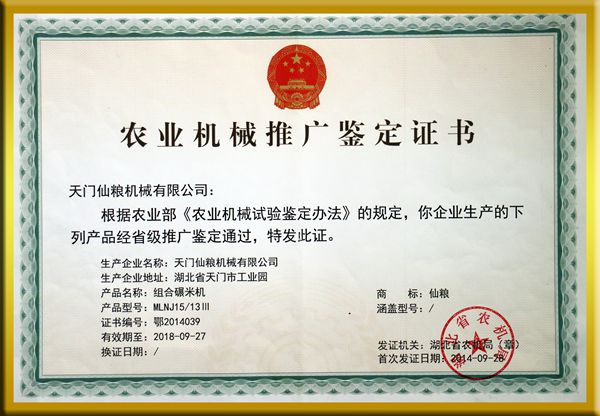 农业机械推广鉴定证书
天门仙粮机械有限公司：
根据农业部《农业机械试验鉴定办法》的规定，你企业生产的下
列产品经省级推广鉴定通过，特发此证。
生产企业名称：天门仙粮机械有限公司
生产企业地址：湖北省天门市工业园
产品名称：组合碾米机
商　标：仙粮
产品型号：MLNJ15/13Ⅲ
涵盖型号：/
证书编号：鄂2014039
有效期至：2018-09-27
发证机关：湖北省农机局（章）
换证日期：/
首次发证日期：2014-09-28
湖北省农机局